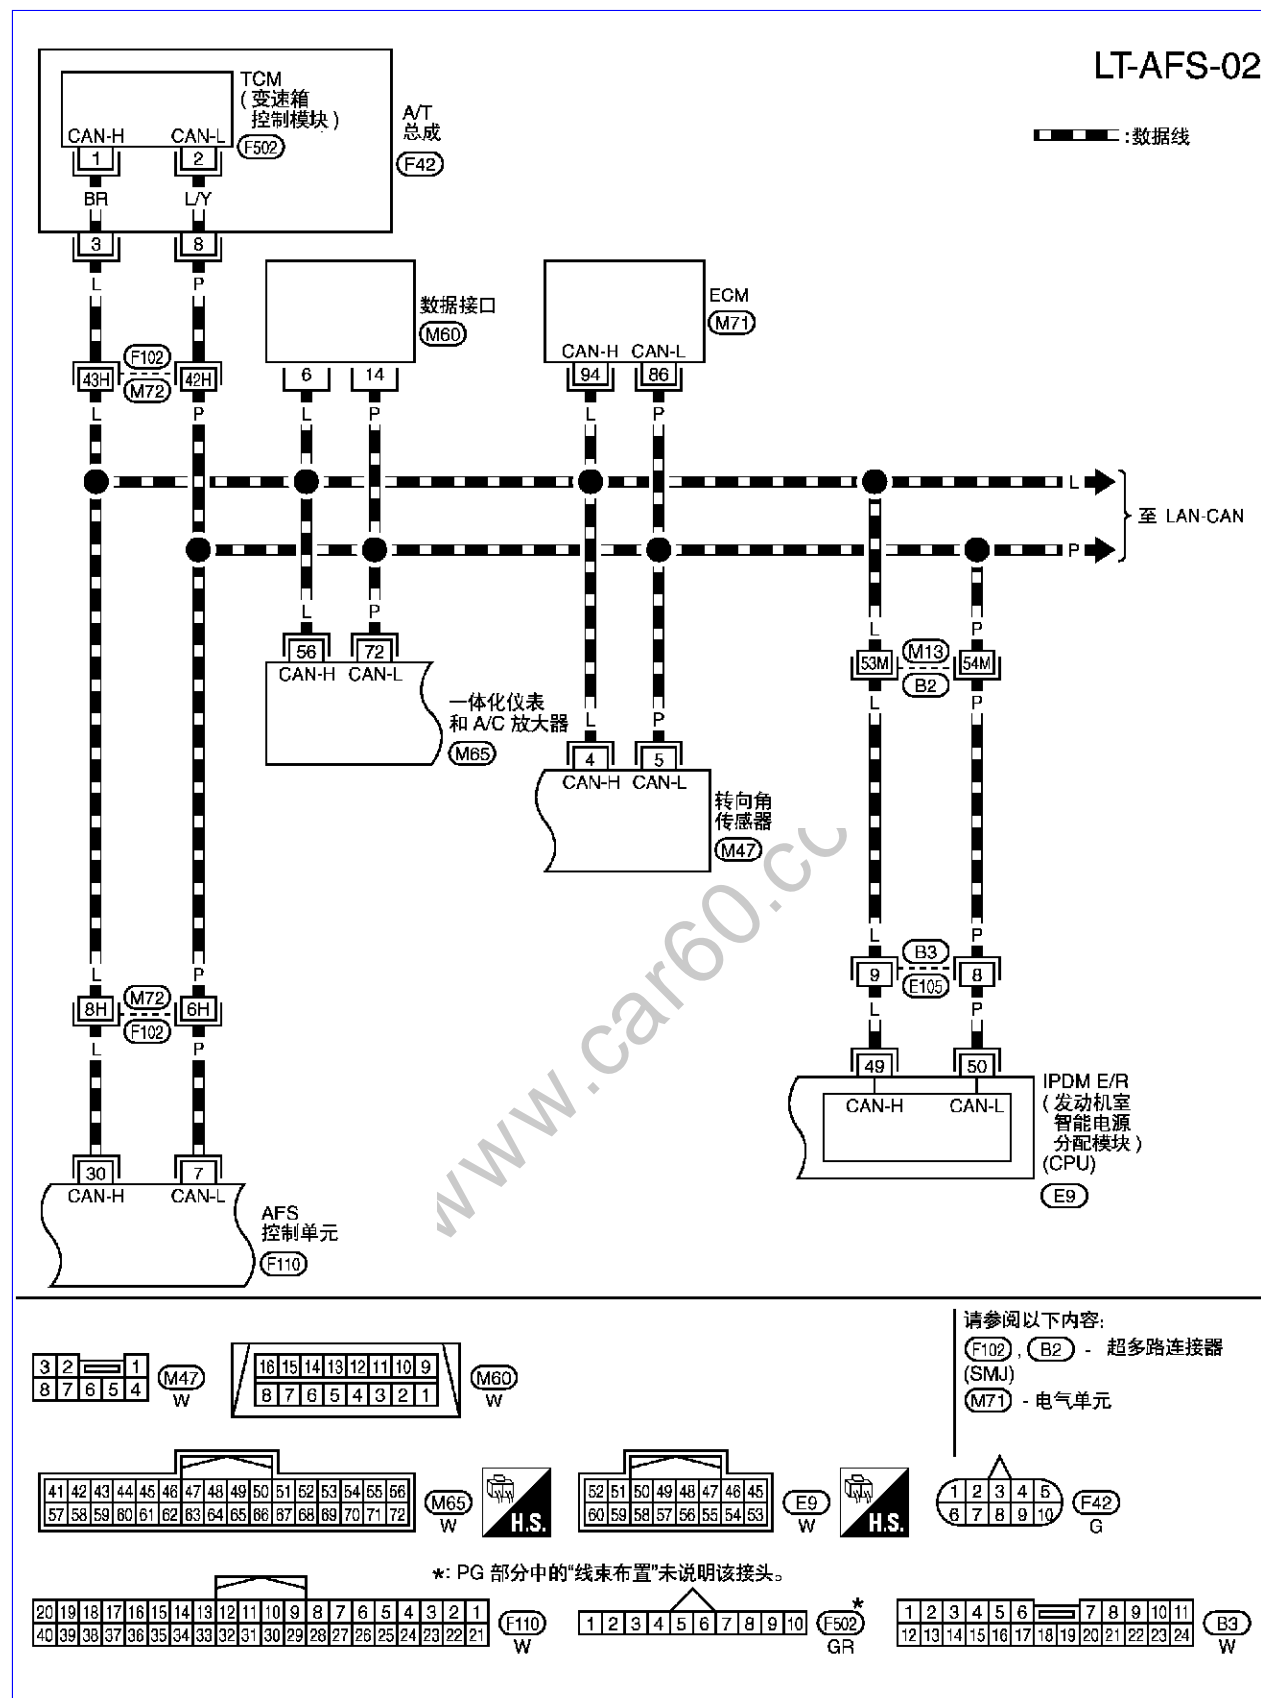 LT-AFS-02
:数据线
TCM
(变速箱
控制模块)
F502
A/T
总成
F42
CAN-H CAN-L
1 2
BR L/Y
3 8
L P
F102
43H 42H
M72
L P
数据接口
M60
6 14
L P
ECM
M71
CAN-H CAN-L
94 86
L P
L
至 LAN-CAN
P
L P
56 72
CAN-H CAN-L
一体化仪表
和 A/C 放大器
M65
L P
4 5
CAN-H CAN-L
转向角
传感器
M47
L P
M13
53M 54M
B2
L P
L P
B3
9 8
E105
L P
49 50
CAN-H CAN-L
IPDM E/R
(发动机室
智能电源
分配模块)
(CPU)
E9
L P
M72
8H 6H
F102
L P
30 7
CAN-H CAN-L
AFS
控制单元
F110
www.car60.co
请参阅以下内容:
F102 , B2 - 超多路连接器
(SMJ)
M71 - 电气单元
3 2 1
8 7 6 5 4
M47
W
16 15 14 13 12 11 10 9
8 7 6 5 4 3 2 1
M60
W
41 42 43 44 45 46 47 48 49 50 51 52 53 54 55 56
57 58 59 60 61 62 63 64 65 66 67 68 69 70 71 72
M65
W
H.S.
52 51 50 49 48 47 46 45
60 59 58 57 56 55 54 53
E9
W
H.S.
1 2 3 4 5
6 7 8 9 10
F42
G
*: PG 部分中的“线束布置”未说明该接头。
20 19 18 17 16 15 14 13 12 11 10 9 8 7 6 5 4 3 2 1
40 39 38 37 36 35 34 33 32 31 30 29 28 27 26 25 24 23 22 21
F110
W
1 2 3 4 5 6 7 8 9 10
*
F502
GR
1 2 3 4 5 6 7 8 9 10 11
12 13 14 15 16 17 18 19 20 21 22 23 24
B3
W